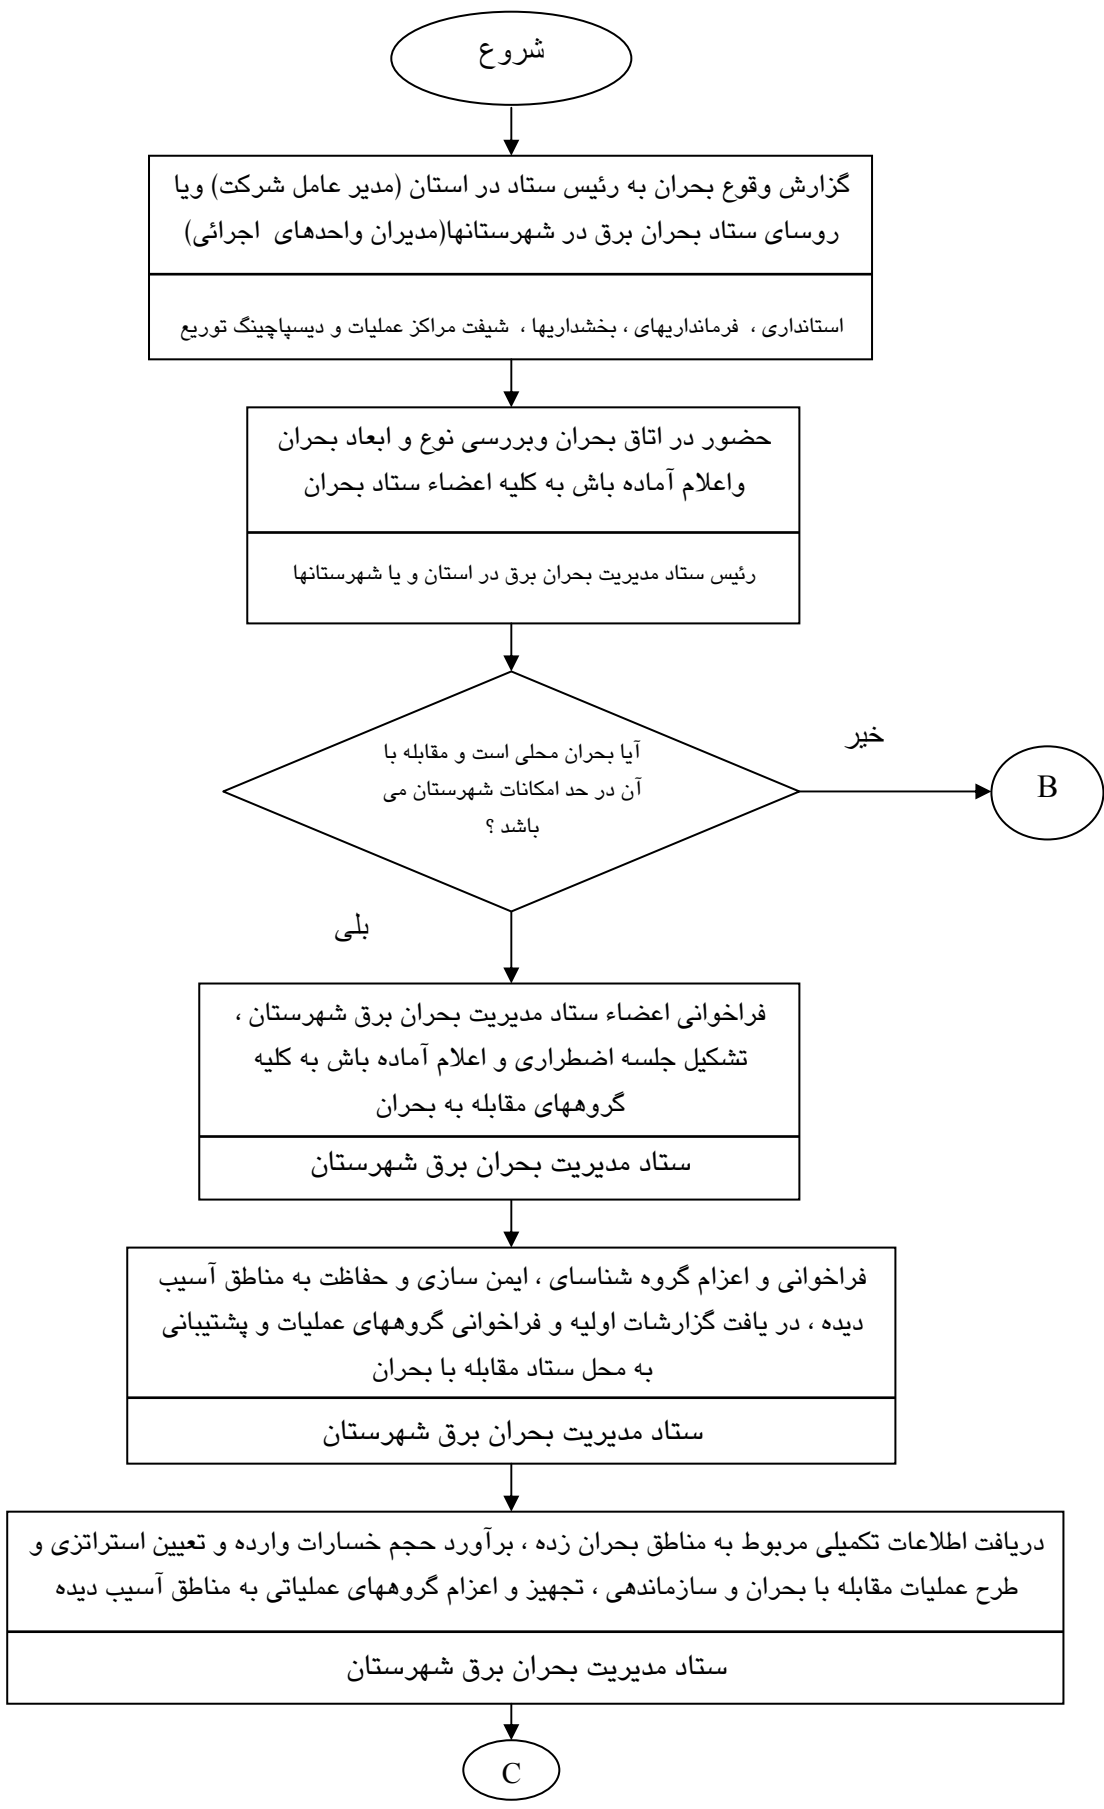 شروع
گزارش وقوع بحران به رئیس ستاد در استان (مدیر عامل شرکت) ویا
روسای ستاد بحران برق در شهرستانها(مدیران واحدهای اجرائی)
استانداری ، فرمانداریهای ، بخشداریها ، شیفت مراکز عملیات و دیسپاچینگ توریع
حضور در اتاق بحران وبررسی نوع و ابعاد بحران
واعلام آماده باش به کلیه اعضاء ستاد بحران
رئیس ستاد مدیریت بحران برق در استان و یا شهرستانها
آیا بحران محلی است و مقابله با
آن در حد امکانات شهرستان می
باشد ؟
خیر
B
بلی
فراخوانی اعضاء ستاد مدیریت بحران برق شهرستان ،
تشکیل جلسه اضطراری و اعلام آماده باش به کلیه
گروههای مقابله به بحران
ستاد مدیریت بحران برق شهرستان
فراخوانی و اعزام گروه شناسای ، ایمن سازی و حفاظت به مناطق آسیب
دیده ، در یافت گزارشات اولیه و فراخوانی گروههای عملیات و پشتیبانی
به محل ستاد مقابله با بحران
ستاد مدیریت بحران برق شهرستان
دریافت اطلاعات تکمیلی مربوط به مناطق بحران زده ، برآورد حجم خسارات وارده و تعیین استراتزی و
طرح عملیات مقابله با بحران و سازماندهی ، تجهیز و اعزام گروههای عملیاتی به مناطق آسیب دیده
ستاد مدیریت بحران برق شهرستان
C